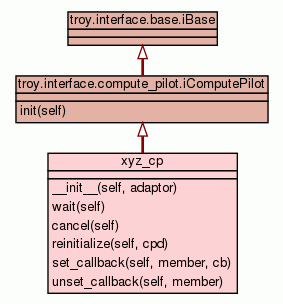 troy.interface.base.iBase
troy.interface.compute_pilot.iComputePilot
init(self)
xyz_cp
__init__(self, adaptor)
wait(self)
cancel(self)
reinitialize(self, cpd)
set_callback(self, member, cb)
unset_callback(self, member)